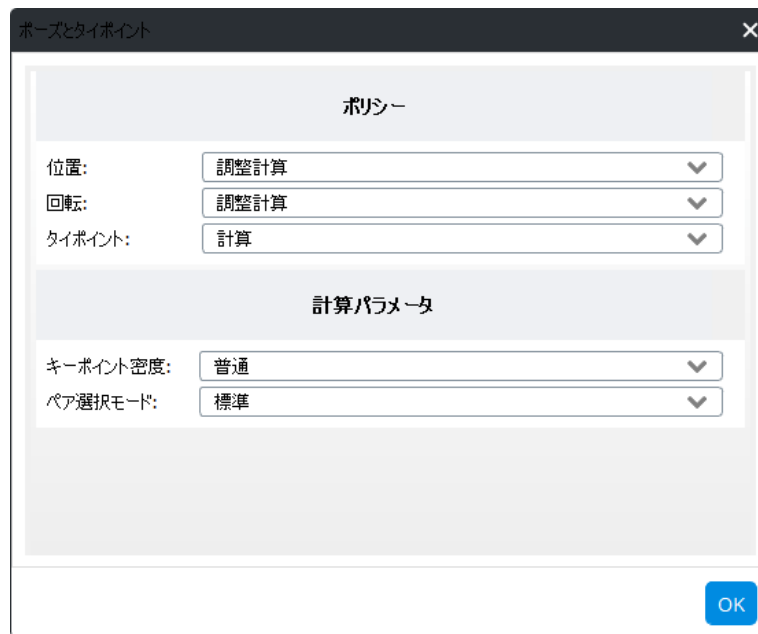 ポーズとタイポイント
ポリシー
位置: 調整計算
回転: 調整計算
タイポイント: 計算
計算パラメータ
キーポイント密度: 普通
ペア選択モード: 標準
OK